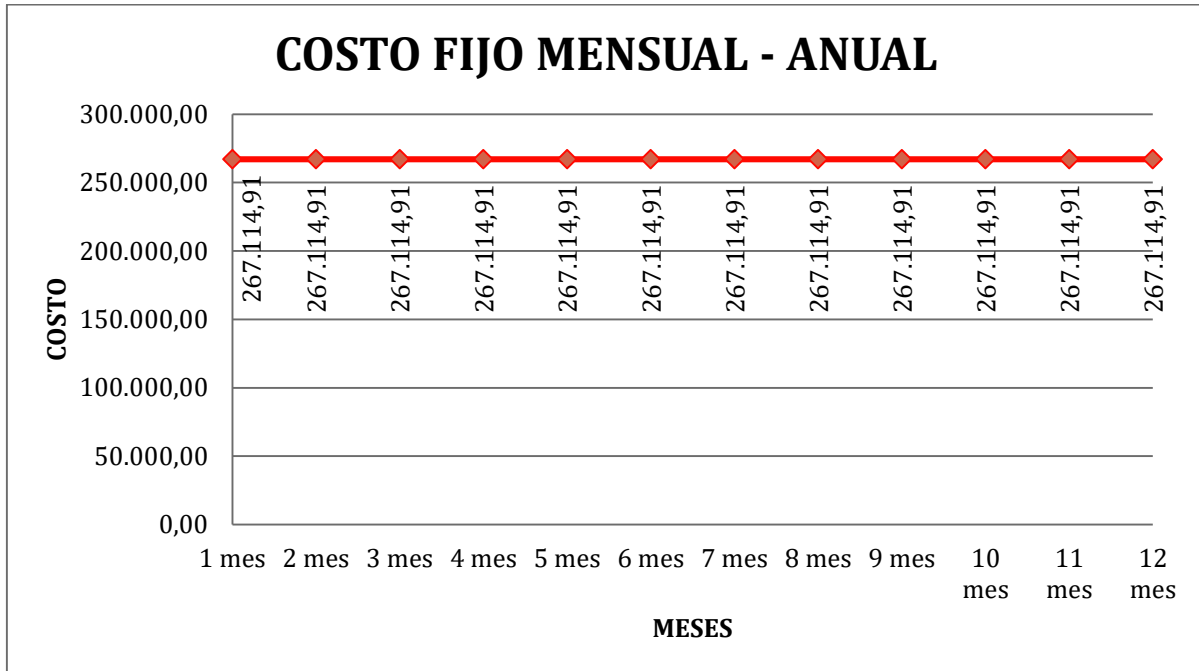 COSTO FIJO MENSUAL - ANUAL
300.000,00
250.000,00
200.000,00
150.000,00
100.000,00
50.000,00
0,00
COSTO
267.114,91
267.114,91
267.114,91
267.114,91
267.114,91
267.114,91
267.114,91
267.114,91
267.114,91
267.114,91
267.114,91
267.114,91
1 mes
2 mes
3 mes
4 mes
5 mes
6 mes
7 mes
8 mes
9 mes
10
mes
11
mes
12
mes
MESES